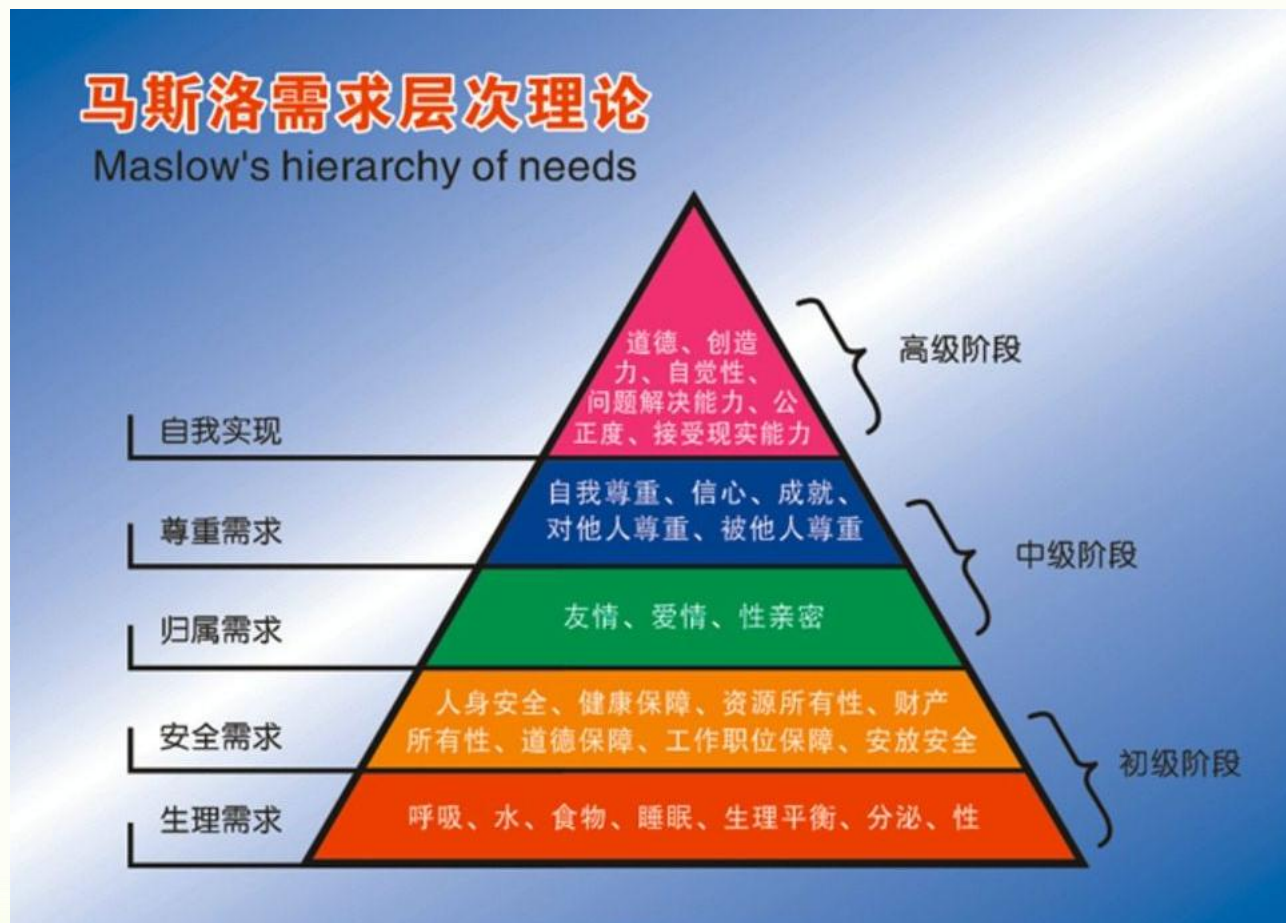 马斯洛需求层次理论
Maslow's hierarchy of needs
道德、创造
力、自觉性、
问题解决能力、公
正度、接受现实能力
高级阶段
自我实现
自我尊重、信心、成就、
对他人尊重、被他人尊重
尊重需求
中级阶段
友情、爱情、性亲密
归属需求
人身安全、健康保障、资源所有性、财产
所有性、道德保障、工作职位保障、安放安全
安全需求
初级阶段
呼吸、水、食物、睡眠、生理平衡、分泌、性
生理需求